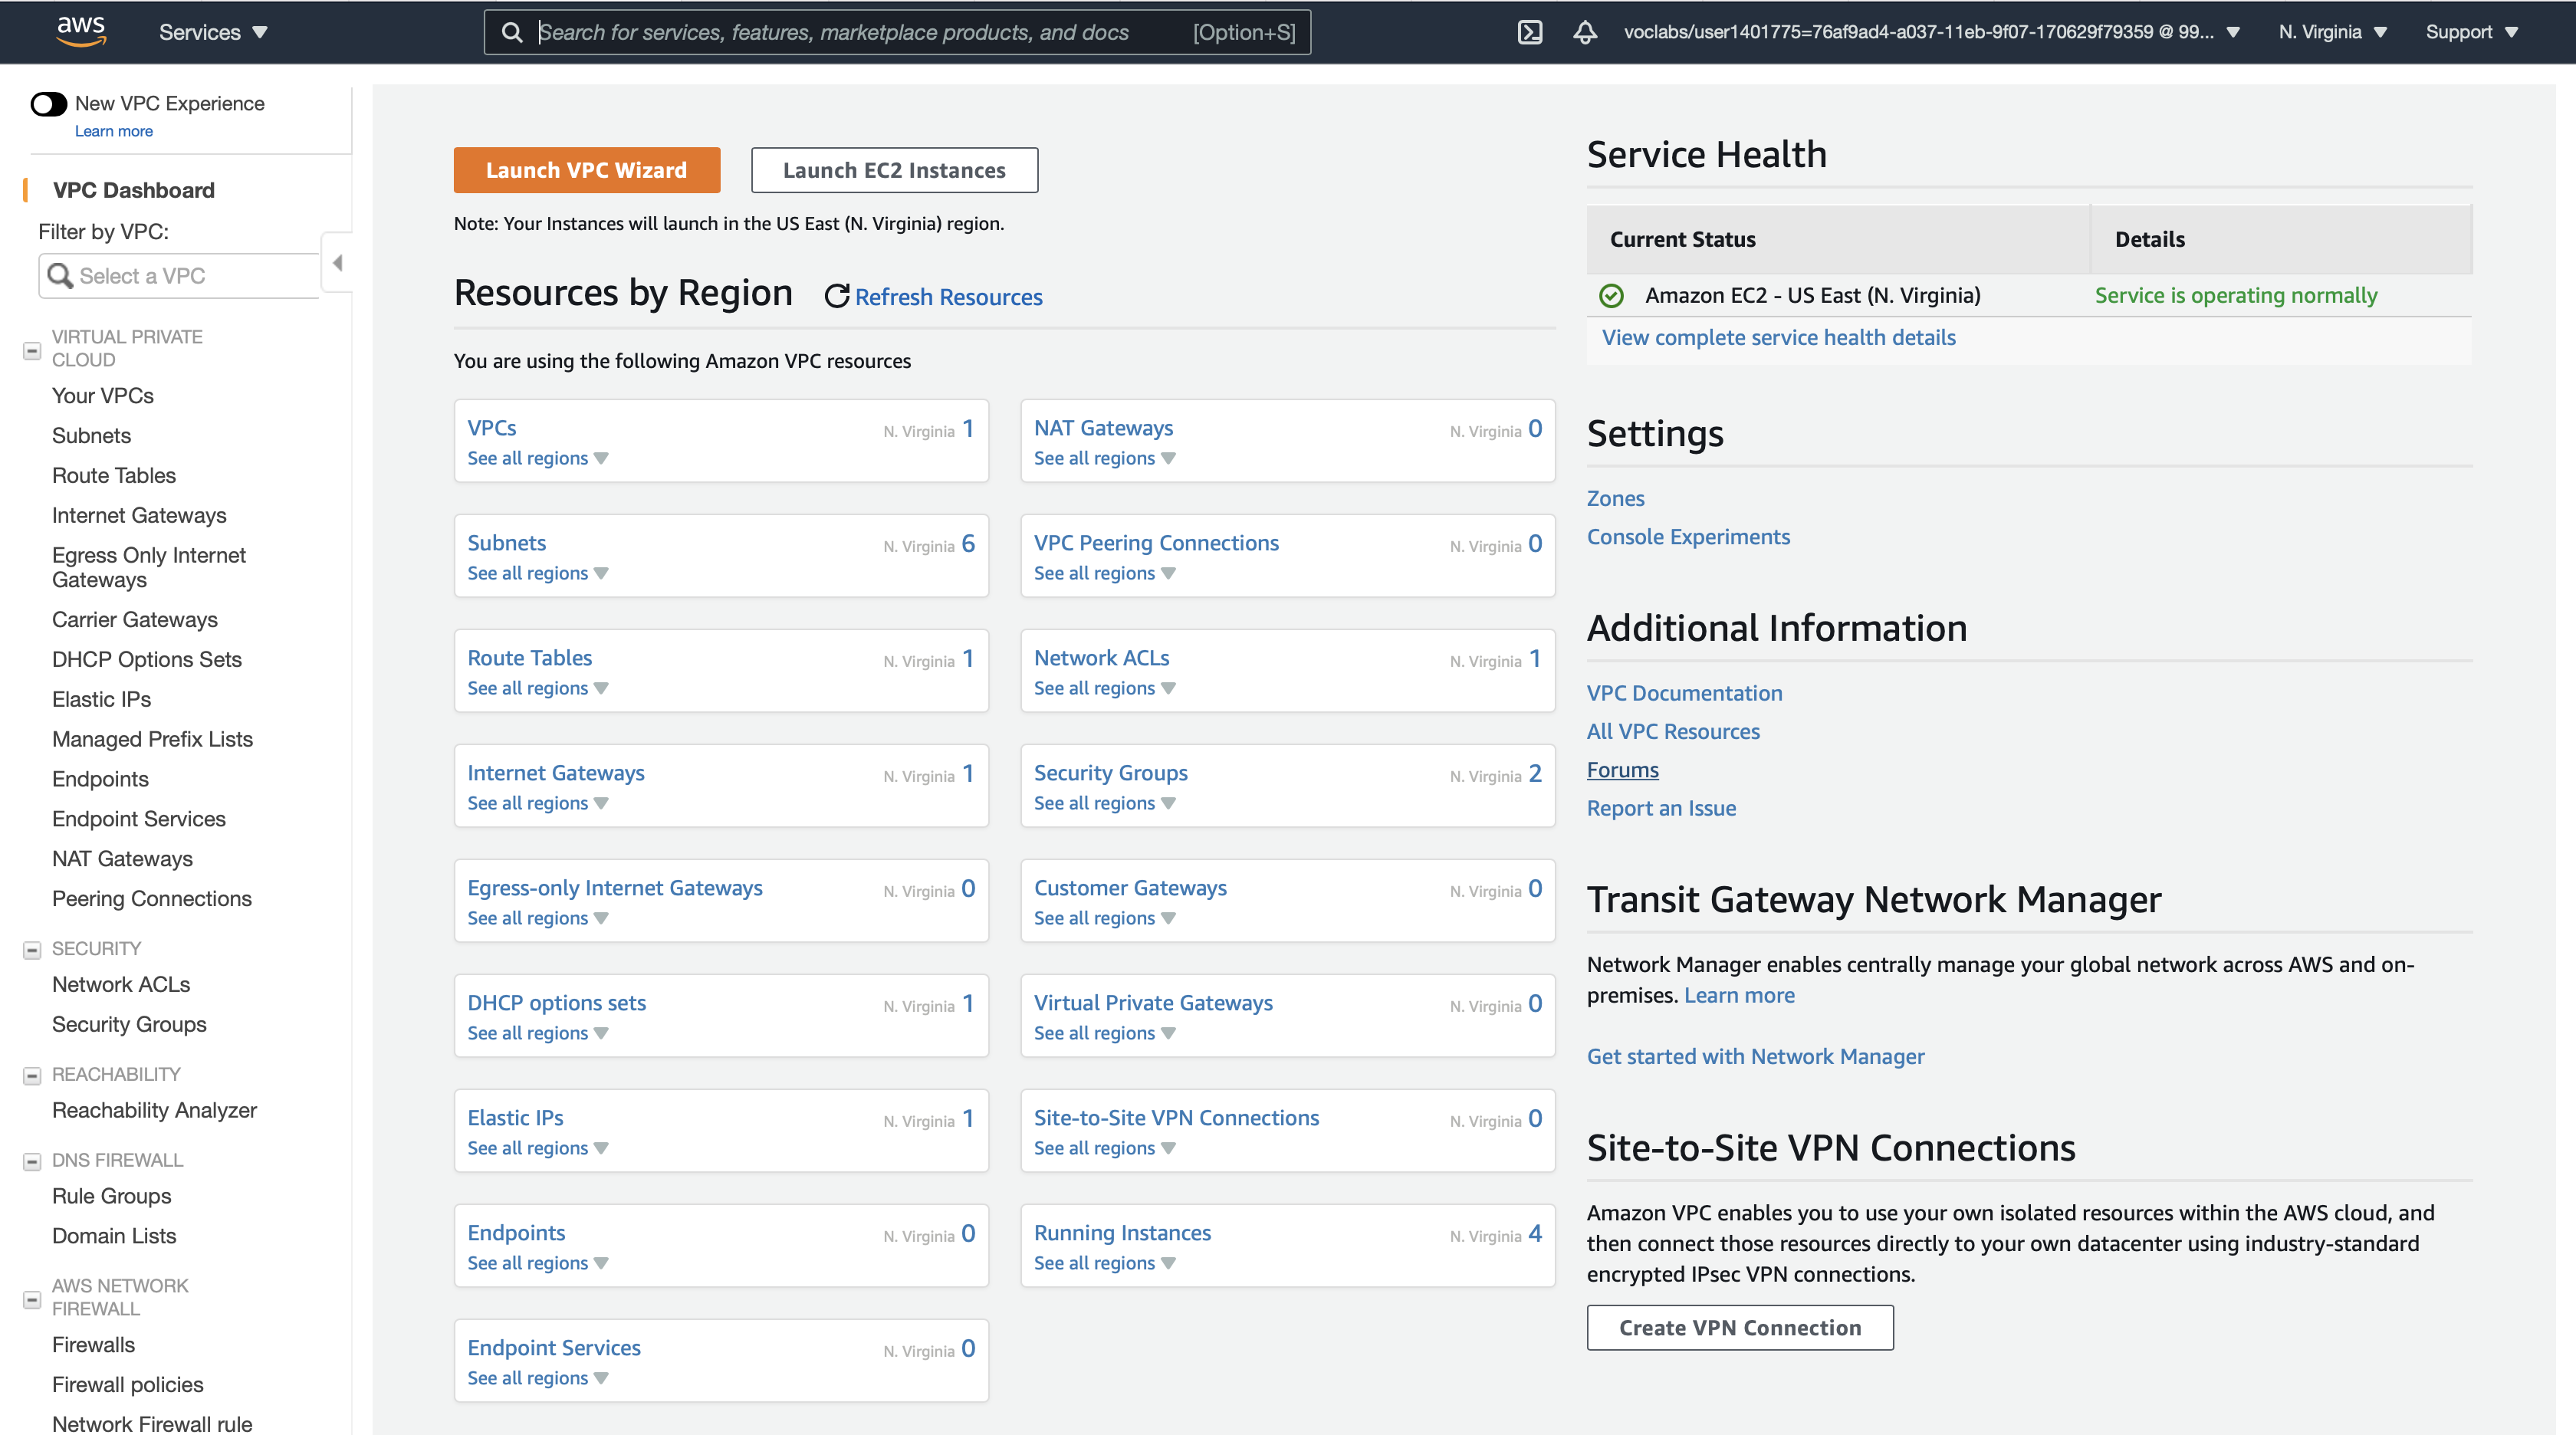 aws
Services
Search for services, features, marketplace products, and docs
[Option+S]
voclabs/user1401775=76af9ad4-a037-11eb-9f07-170629f79359 @ 99...
N. Virginia
Support
New VPC Experience
Learn more
VPC Dashboard
Filter by VPC:
Select a VPC
VIRTUAL PRIVATE
CLOUD
Your VPCs
Subnets
Route Tables
Internet Gateways
Egress Only Internet
Gateways
Carrier Gateways
DHCP Options Sets
Elastic IPs
Managed Prefix Lists
Endpoints
Endpoint Services
NAT Gateways
Peering Connections
SECURITY
Network ACLs
Security Groups
REACHABILITY
Reachability Analyzer
DNS FIREWALL
Rule Groups
Domain Lists
AWS NETWORK
FIREWALL
Firewalls
Firewall policies
Network Firewall rule
Launch VPC Wizard
Launch EC2 Instances
Note: Your Instances will launch in the US East (N. Virginia) region.
Resources by Region
Refresh Resources
You are using the following Amazon VPC resources
VPCs N. Virginia 1
See all regions
NAT Gateways N. Virginia 0
See all regions
Subnets N. Virginia 6
See all regions
VPC Peering Connections N. Virginia 0
See all regions
Route Tables N. Virginia 1
See all regions
Network ACLs N. Virginia 1
See all regions
Internet Gateways N. Virginia 1
See all regions
Security Groups N. Virginia 2
See all regions
Egress-only Internet Gateways N. Virginia 0
See all regions
Customer Gateways N. Virginia 0
See all regions
DHCP options sets N. Virginia 1
See all regions
Virtual Private Gateways N. Virginia 0
See all regions
Elastic IPs N. Virginia 1
See all regions
Site-to-Site VPN Connections N. Virginia 0
See all regions
Endpoints N. Virginia 0
See all regions
Running Instances N. Virginia 4
See all regions
Endpoint Services N. Virginia 0
See all regions
Service Health
Current Status
Details
Amazon EC2 - US East (N. Virginia)
Service is operating normally
View complete service health details
Settings
Zones
Console Experiments
Additional Information
VPC Documentation
All VPC Resources
Forums
Report an Issue
Transit Gateway Network Manager
Network Manager enables centrally manage your global network across AWS and on-
premises. Learn more
Get started with Network Manager
Site-to-Site VPN Connections
Amazon VPC enables you to use your own isolated resources within the AWS cloud, and
then connect those resources directly to your own datacenter using industry-standard
encrypted IPsec VPN connections.
Create VPN Connection